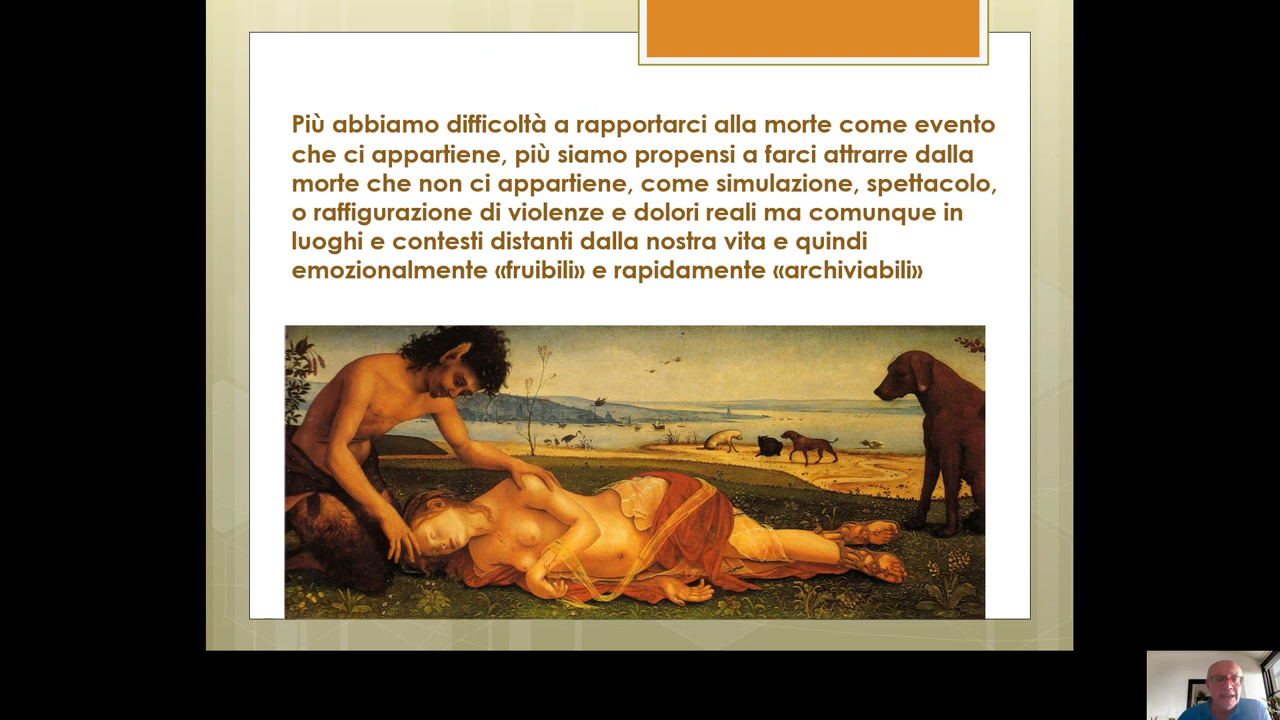 Più abbiamo difficoltà a rapportarci alla morte come evento
che ci appartiene, più siamo propensi a farci attrarre dalla
morte che non ci appartiene, come simulazione, spettacolo,
o raffigurazione di violenze e dolori reali ma comunque in
luoghi e contesti distanti dalla nostra vita e quindi
emozionalmente «fruibili» e rapidamente «archiviabili»